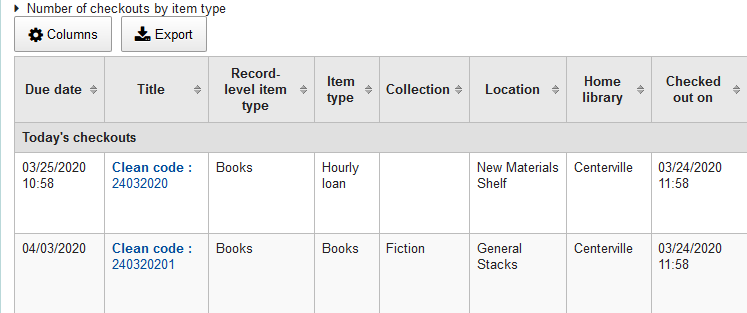 Number of checkouts by item type
Columns
Export
Due date
Title
Record-
level item
type
Item
type
Collection
Location
Home
library
Checked
out on
Today's checkouts
03/25/2020
10:58
Clean code :
24032020
Books
Hourly
loan
New Materials
Shelf
Centerville
03/24/2020
11:58
04/03/2020
Clean code :
240320201
Books
Books
Fiction
General
Stacks
Centerville
03/24/2020
11:58